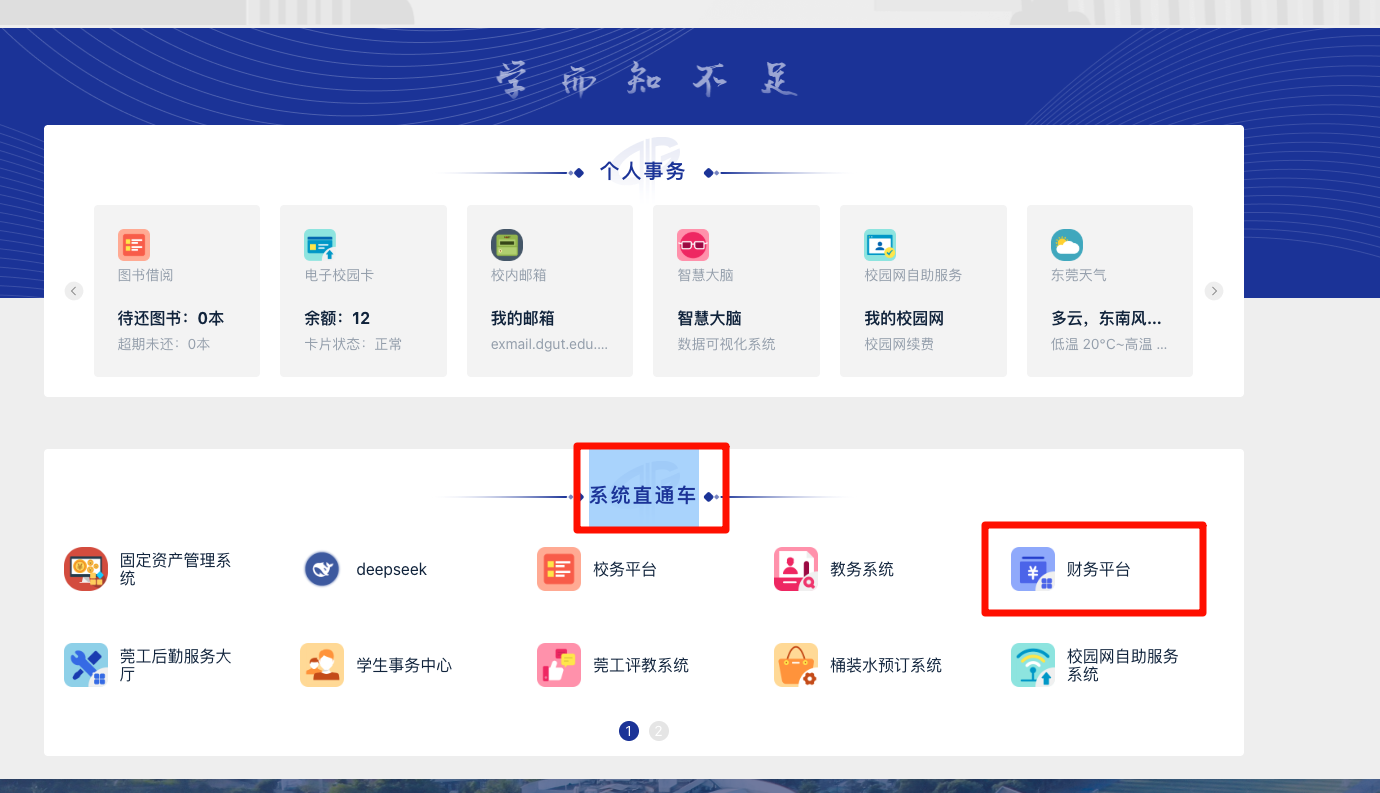 学而知不足
个人事务
图书借阅
待还图书：0本
超期未还：0本
电子校园卡
余额：12
卡片状态：正常
校内邮箱
我的邮箱
exmail.dgut.edu....
智慧大脑
智慧大脑
数据可视化系统
校园网自助服务
我的校园网
校园网续费
东莞天气
多云，东南风...
低温 20°C~高温 ...
系统直通车
固定资产管理系
统
deepseek
校务平台
教务系统
¥
财务平台
莞工后勤服务大
厅
学生事务中心
莞工评教系统
桶装水预订系统
校园网自助服务
系统
1 2